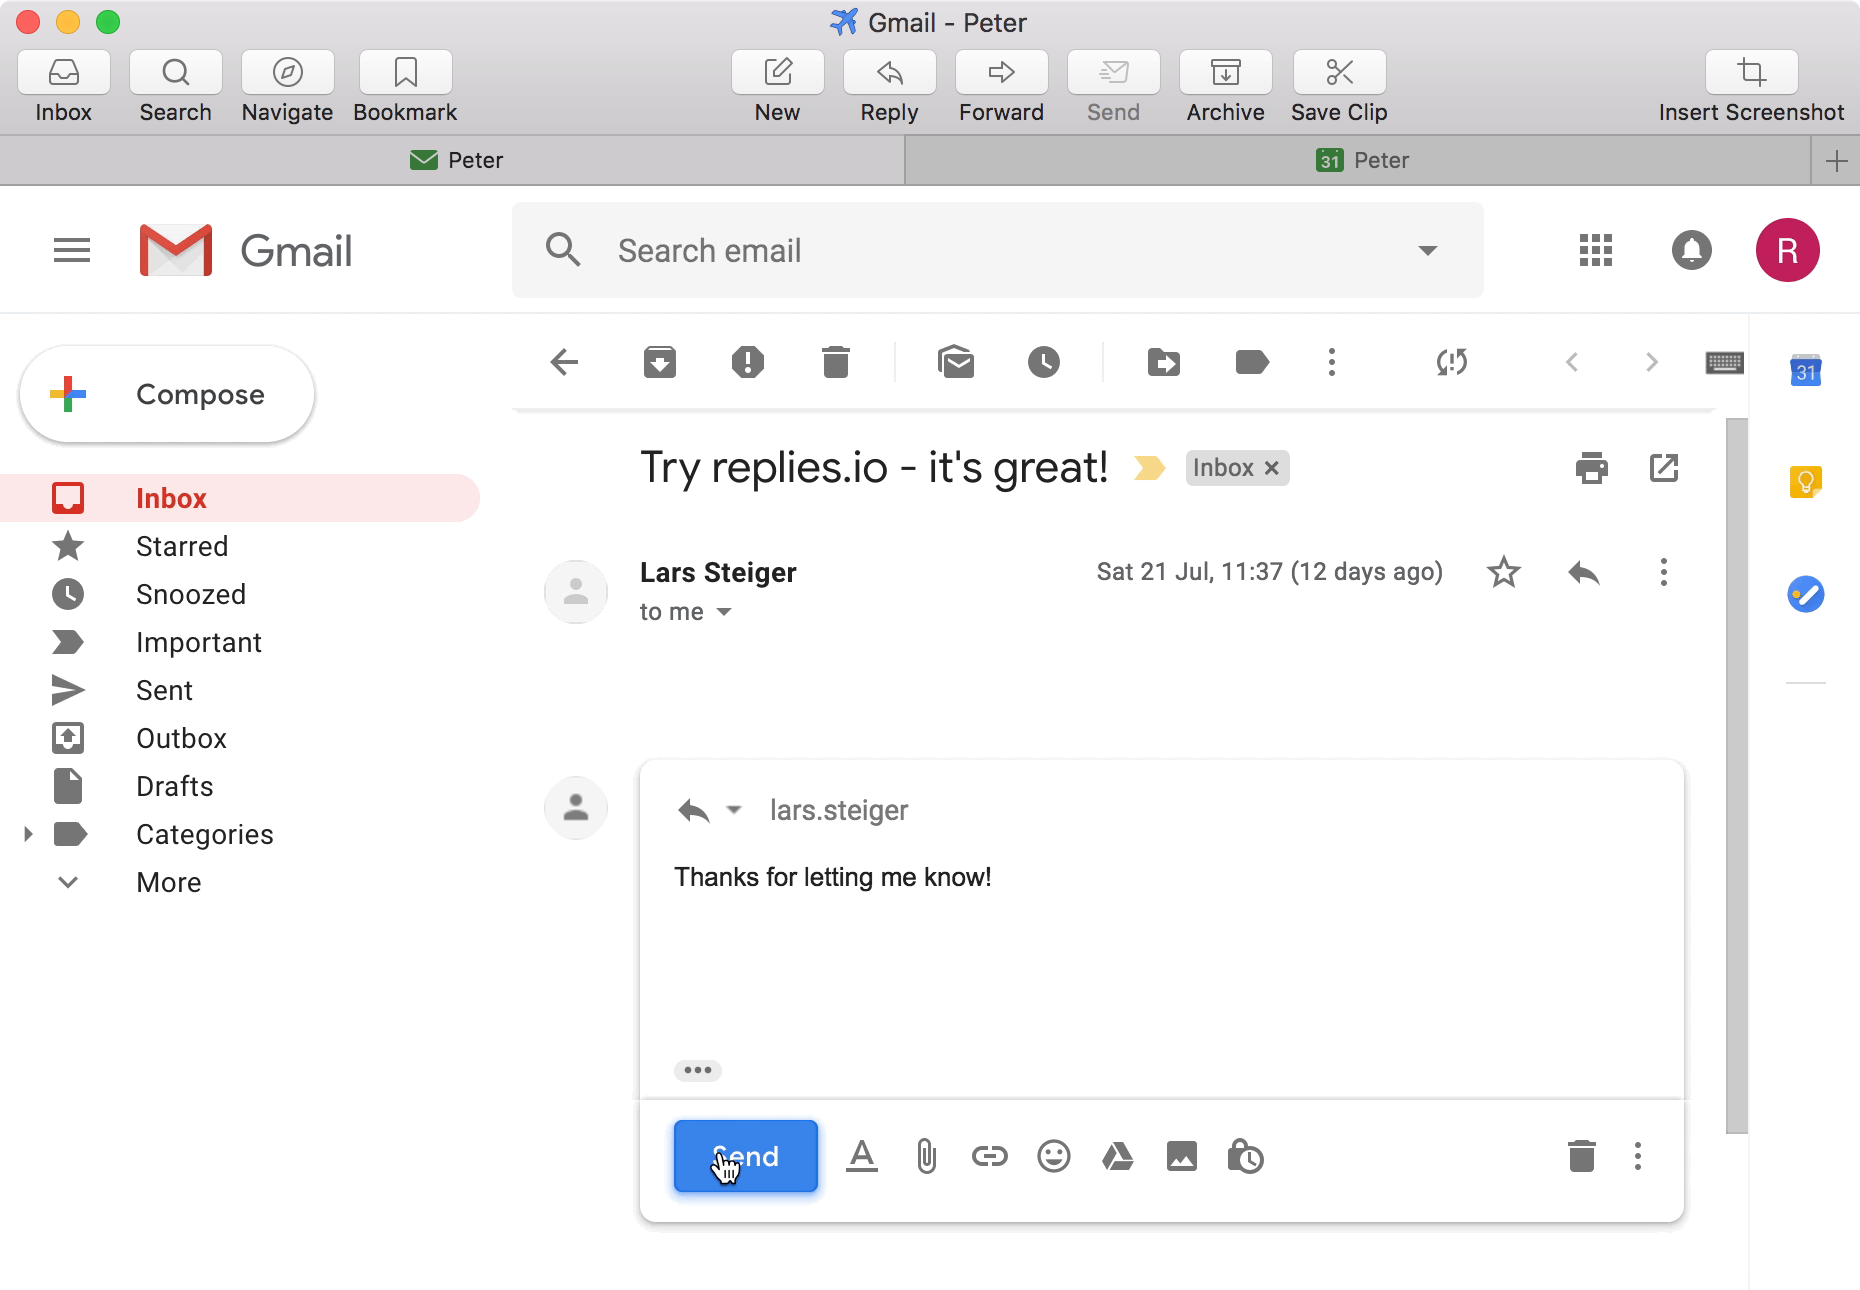 Gmail - Peter
Inbox
Search
Navigate
Bookmark
New
Reply
Forward
Send
Archive
Save Clip
Insert Screenshot
Peter
31
Peter
Gmail
Search email
R
Compose
31
Try replies.io - it's great!
Inbox
Inbox
Starred
Lars Steiger
Sat 21 Jul, 11:37 (12 days ago)
to me
Snoozed
Important
Sent
Outbox
Drafts
Categories
More
lars.steiger
Thanks for letting me know!
Send